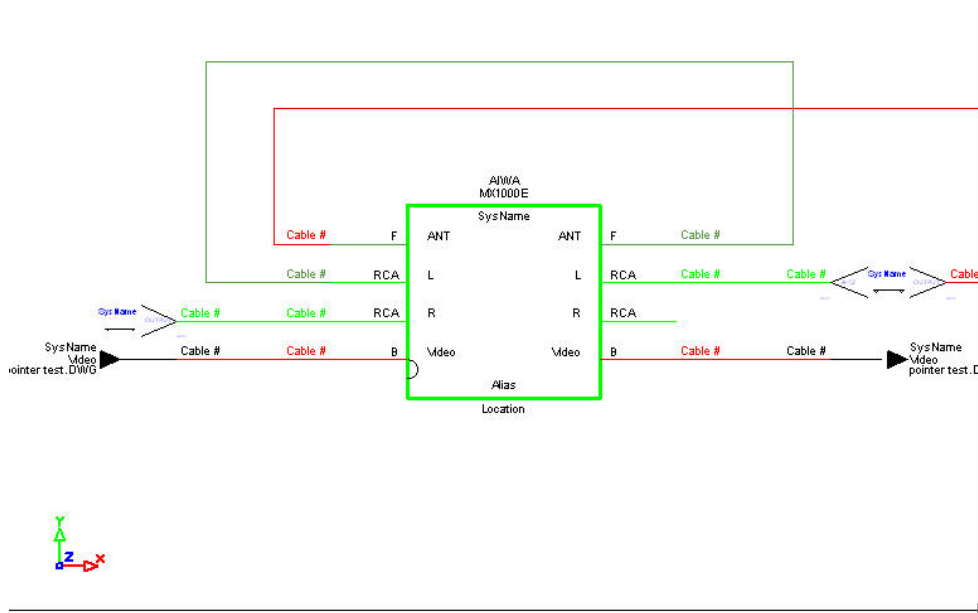 AIWA
MX1000E
SysName
Cable #
F
ANT
ANT
F
Cable #
Cable #
RCA
L
L
RCA
Cable #
Cable #
Sys Name
Cable
Sys Name
Cable #
Cable #
RCA
R
R
RCA
SysName
Video
pointer test.DWG
Cable #
Cable #
B
Video
Video
B
Cable #
Cable #
SysName
Video
pointer test.D
Alias
Location
Y
Z
X